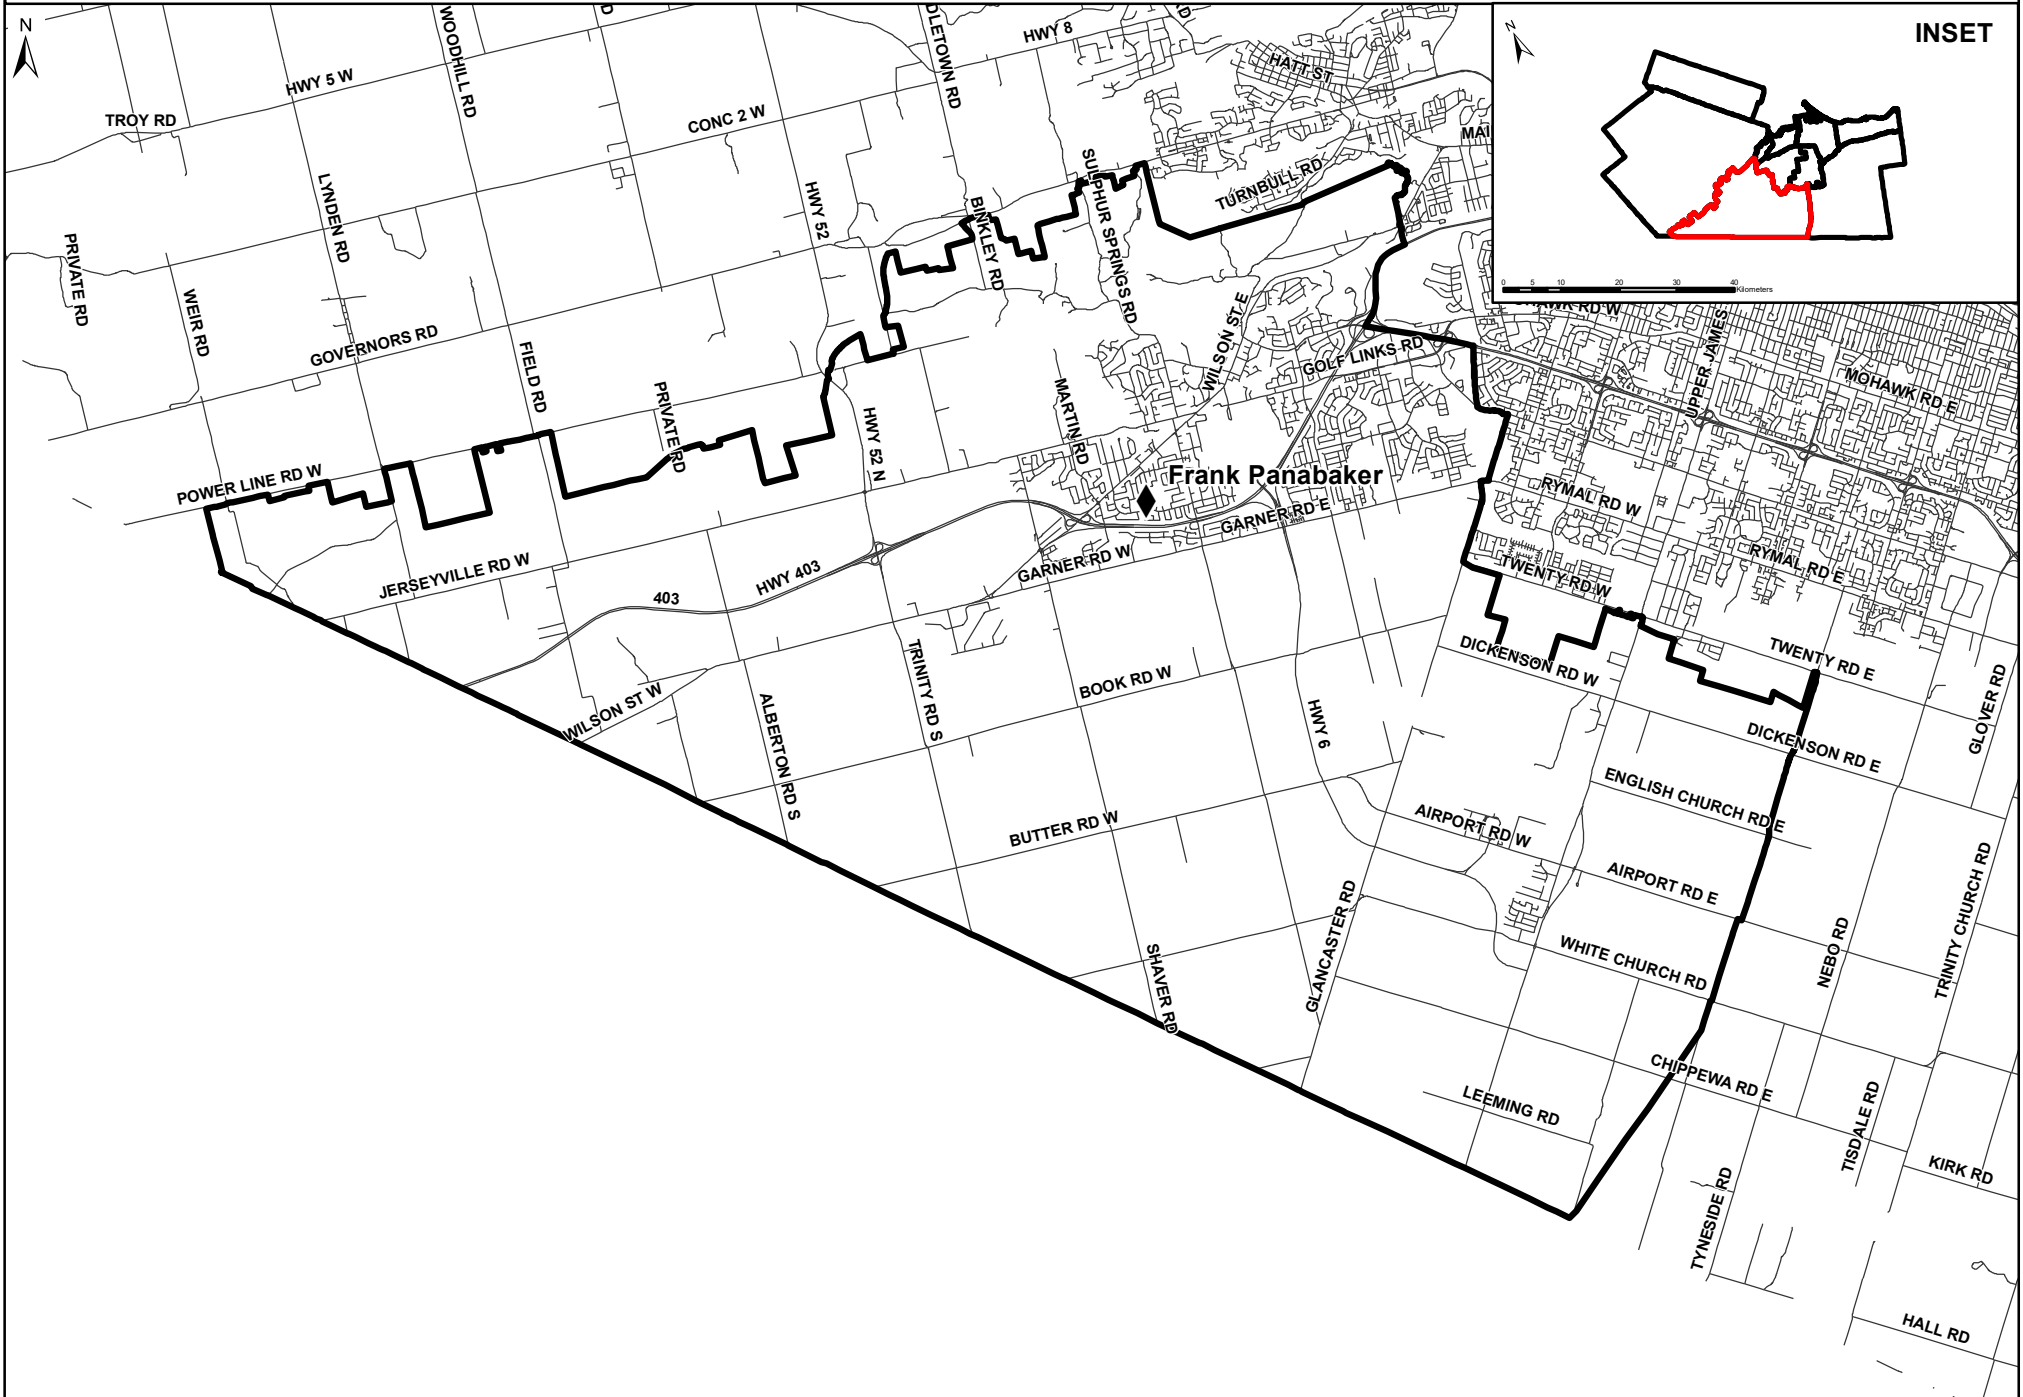 N
WOODHILL RD
D
DLETOWN RD
HWY 8
D
HATT ST
N
INSET
HWY 5 W
TROY RD
CONC 2 W
MAI
0 5 10 20 30 40
Kilometers
LYNDEN RD
HWY 52
SULPHUR SPRINGS RD
TURNBULL RD
BINKLEY RD
PRIVATE RD
WEIR RD
GOVERNORS RD
FIELD RD
PRIVATE RD
WILSON ST E
GOLF LINKS RD
HAWK RD W
UPPER JAMES
MOHAWK RD E
HWY 52 N
MARTIN RD
POWER LINE RD W
Frank Panabaker
GARNER RD E
RYMAL RD W
RYMAL RD E
JERSEYVILLE RD W
403
HWY 403
GARNER RD W
TWENTY RD W
DICKENSON RD W
TWENTY RD E
GLOVER RD
WILSON ST W
ALBERTON RD S
TRINITY RD S
BOOK RD W
HWY 6
DICKENSON RD E
ENGLISH CHURCH RD E
BUTTER RD W
AIRPORT RD W
AIRPORT RD E
GLANCASTER RD
NEBO RD
TRINITY CHURCH RD
SHAVER RD
WHITE CHURCH RD
CHIPPEWA RD E
LEEMING RD
TISDALE RD
KIRK RD
TYNESIDE RD
HALL RD